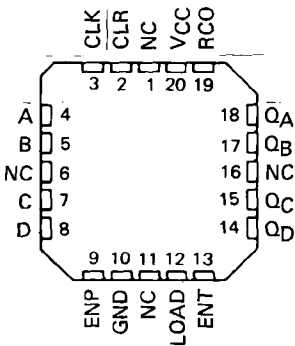 CLK CLR NC VCC RCO
3 2 1 20 19
A 4 18 QA
B 5 17 QB
NC 6 16 NC
C 7 15 QC
D 8 14 QD
9 10 11 12 13
ENP GND NC LOAD ENT